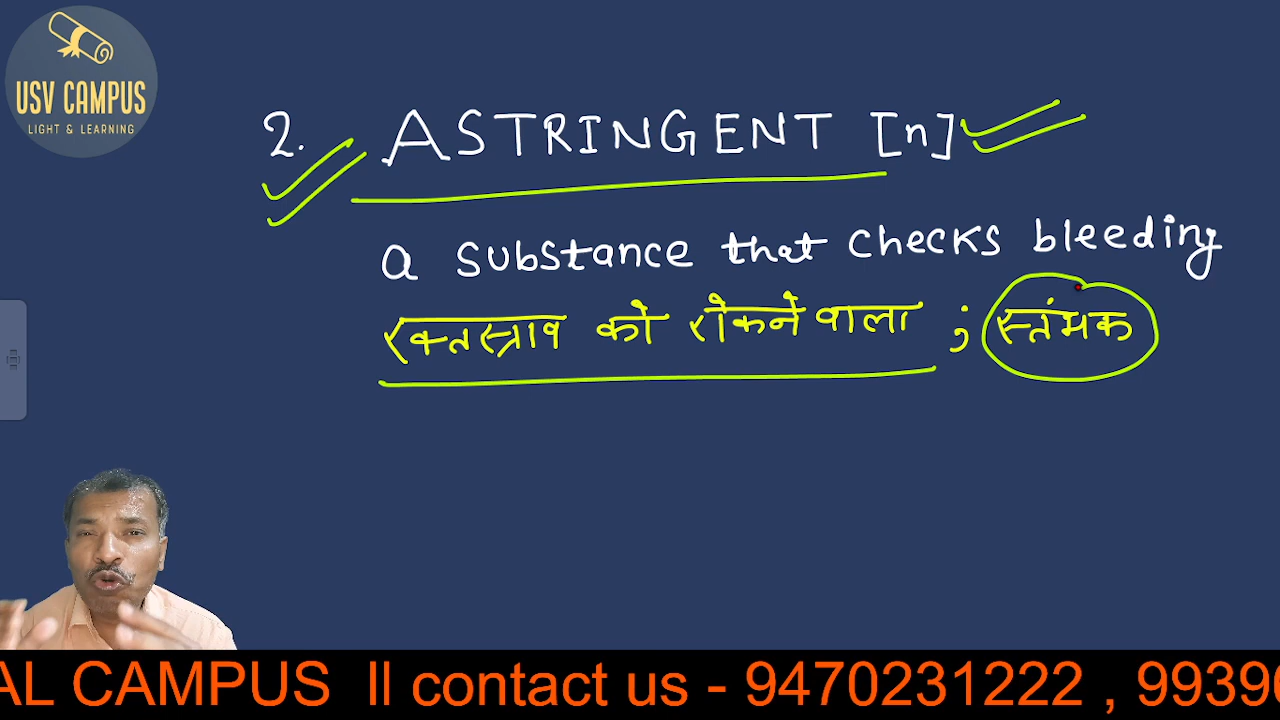 USV CAMPUS
LIGHT & LEARNING
2. ASTRINGENT [n]
a substance that checks bleeding
रक्तस्त्राव को रोकने वाला ; स्तंभक
AL CAMPUS ll contact us - 9470231222 , 9939